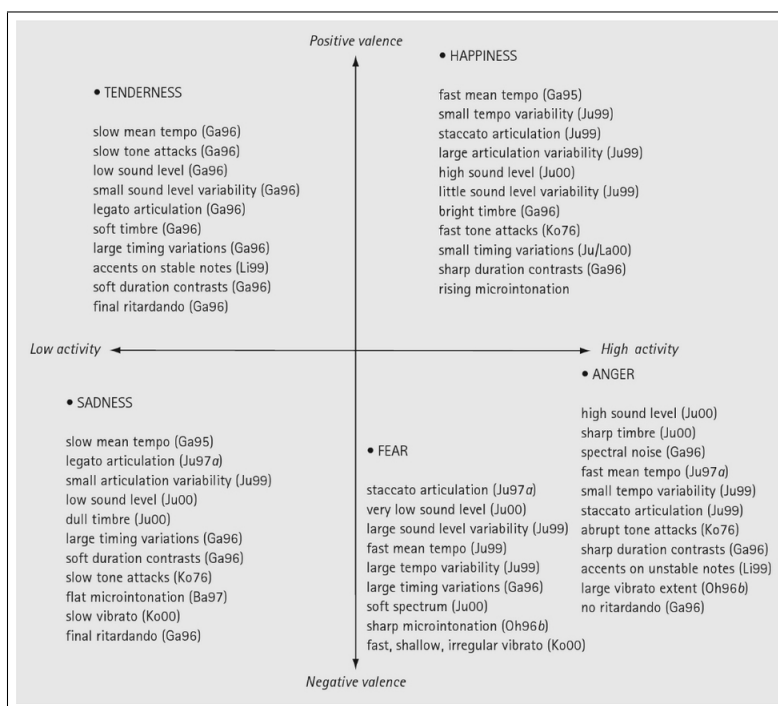 Positive valence
• HAPPINESS
fast mean tempo (Ga95)
small tempo variability (Ju99)
staccato articulation (Ju99)
large articulation variability (Ju99)
high sound level (Ju00)
little sound level variability (Ju99)
bright timbre (Ga96)
fast tone attacks (Ko76)
small timing variations (Ju/La00)
sharp duration contrasts (Ga96)
rising microintonation
• TENDERNESS
slow mean tempo (Ga96)
slow tone attacks (Ga96)
low sound level (Ga96)
small sound level variability (Ga96)
legato articulation (Ga96)
soft timbre (Ga96)
large timing variations (Ga96)
accents on stable notes (Li99)
soft duration contrasts (Ga96)
final ritardando (Ga96)
Low activity
High activity
• SADNESS
slow mean tempo (Ga95)
legato articulation (Ju97a)
small articulation variability (Ju99)
low sound level (Ju00)
dull timbre (Ju00)
large timing variations (Ga96)
soft duration contrasts (Ga96)
slow tone attacks (Ko76)
flat microintonation (Ba97)
slow vibrato (Ko00)
final ritardando (Ga96)
• FEAR
staccato articulation (Ju97a)
very low sound level (Ju00)
large sound level variability (Ju99)
fast mean tempo (Ju99)
large tempo variability (Ju99)
large timing variations (Ga96)
soft spectrum (Ju00)
sharp microintonation (Oh96b)
fast, shallow, irregular vibrato (Ko00)
• ANGER
high sound level (Ju00)
sharp timbre (Ju00)
spectral noise (Ga96)
fast mean tempo (Ju97a)
small tempo variability (Ju99)
staccato articulation (Ju99)
abrupt tone attacks (Ko76)
sharp duration contrasts (Ga96)
accents on unstable notes (Li99)
large vibrato extent (Oh96b)
no ritardando (Ga96)
Negative valence